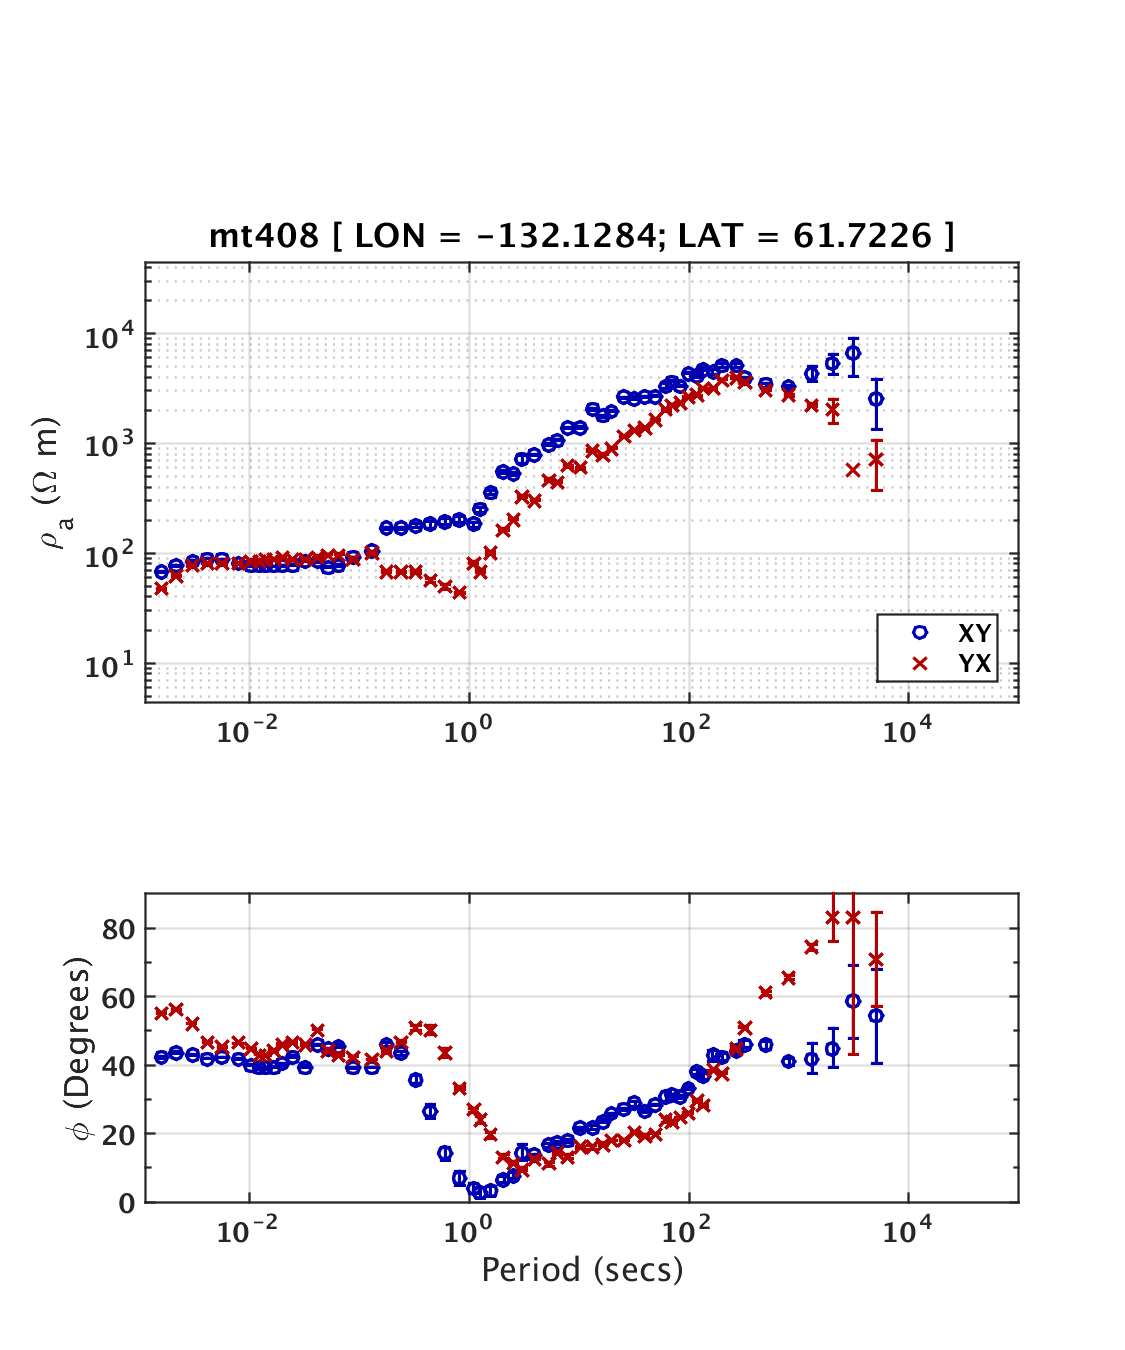 mt408 [ LON = -132.1284; LAT = 61.7226 ]
ρa (Ω m)
10^4
10^3
10^2
10^1
XY
YX
10^-2 10^0 10^2 10^4
ϕ (Degrees)
80
60
40
20
0
10^-2 10^0 10^2 10^4
Period (secs)